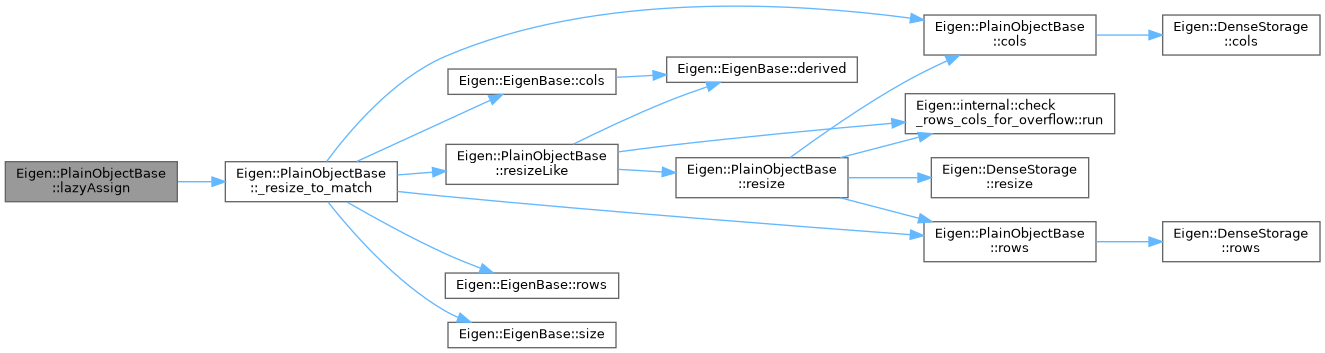 Eigen::PlainObjectBase
::lazyAssign
Eigen::PlainObjectBase
::_resize_to_match
Eigen::EigenBase::cols
Eigen::PlainObjectBase
::resizeLike
Eigen::EigenBase::rows
Eigen::EigenBase::size
Eigen::EigenBase::derived
Eigen::PlainObjectBase
::resize
Eigen::PlainObjectBase
::cols
Eigen::internal::check
_rows_cols_for_overflow::run
Eigen::DenseStorage
::resize
Eigen::PlainObjectBase
::rows
Eigen::DenseStorage
::cols
Eigen::DenseStorage
::rows